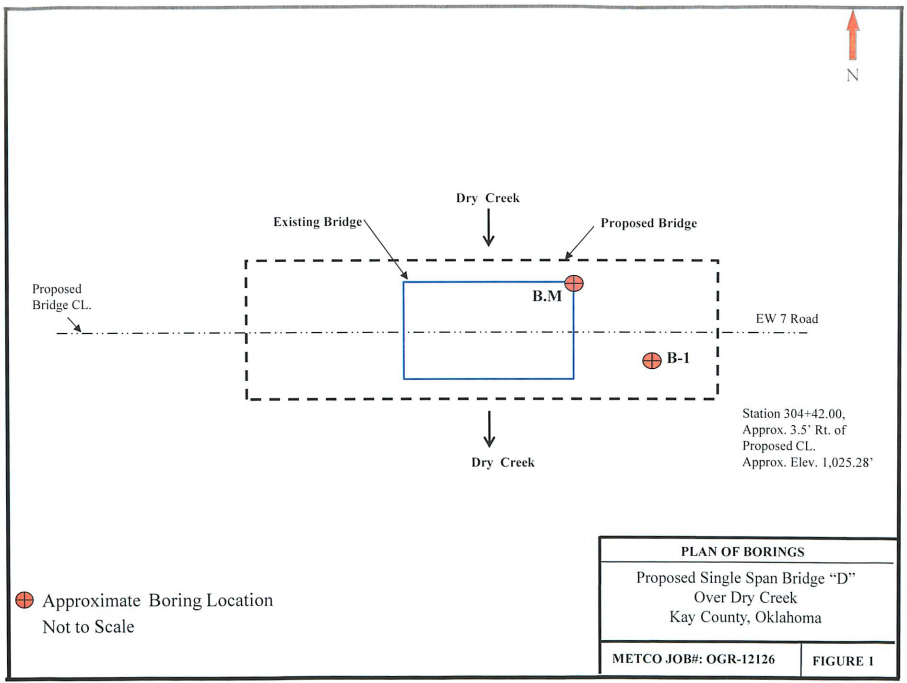 N
Dry Creek
Existing Bridge
Proposed Bridge
Proposed
Bridge CL.
B.M
EW 7 Road
B-1
Station 304+42.00,
Approx. 3.5' Rt. of
Proposed CL.
Approx. Elev. 1,025.28'
Dry Creek
PLAN OF BORINGS
Proposed Single Span Bridge “D”
Over Dry Creek
Kay County, Oklahoma
Approximate Boring Location
Not to Scale
METCO JOB#: OGR-12126
FIGURE 1